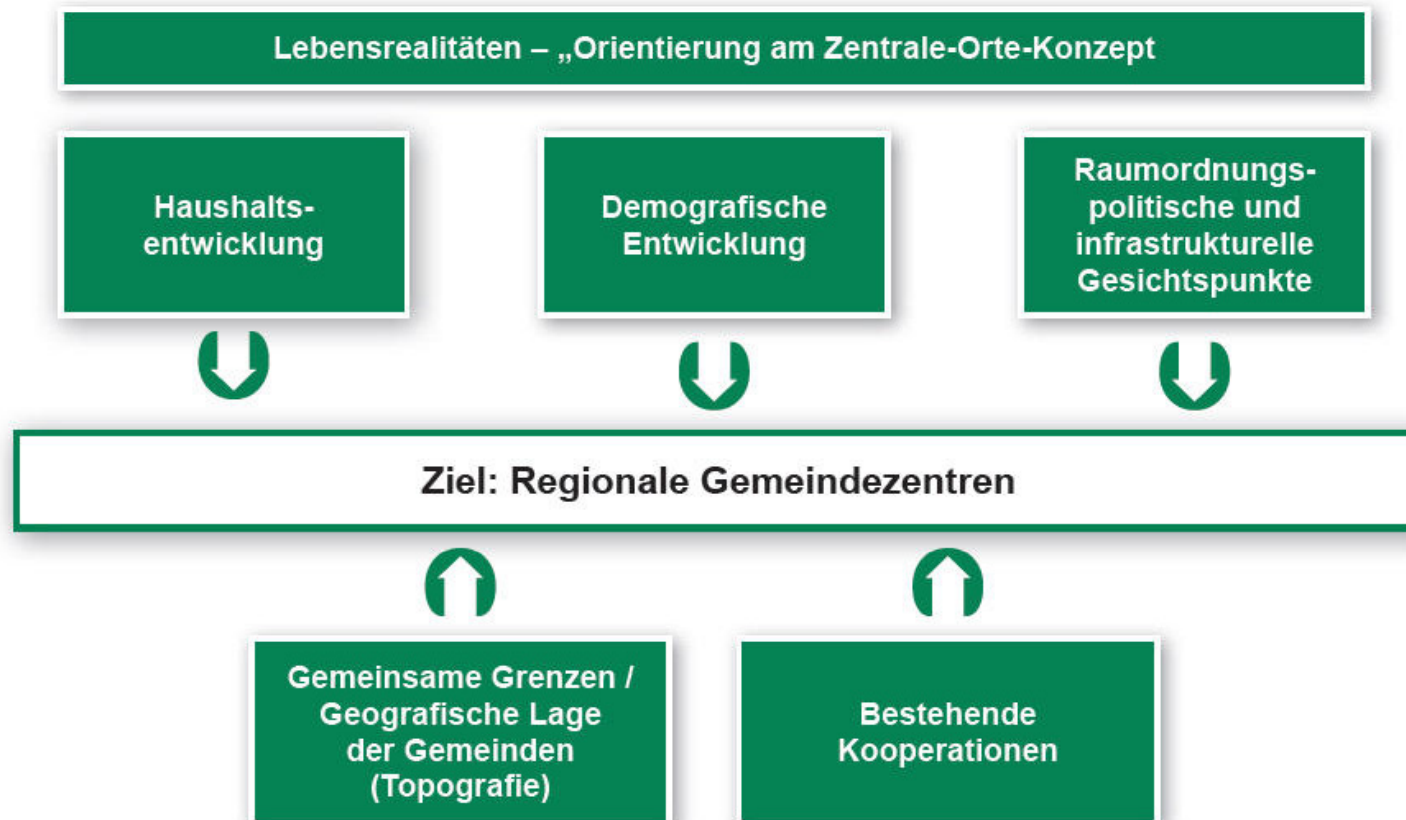 Lebensrealitäten – „Orientierung am Zentrale-Orte-Konzept
Haushalts-
entwicklung
Demografische
Entwicklung
Raumordnungs-
politische und
infrastrukturelle
Gesichtspunkte
Ziel: Regionale Gemeindezentren
Gemeinsame Grenzen /
Geografische Lage
der Gemeinden
(Topografie)
Bestehende
Kooperationen